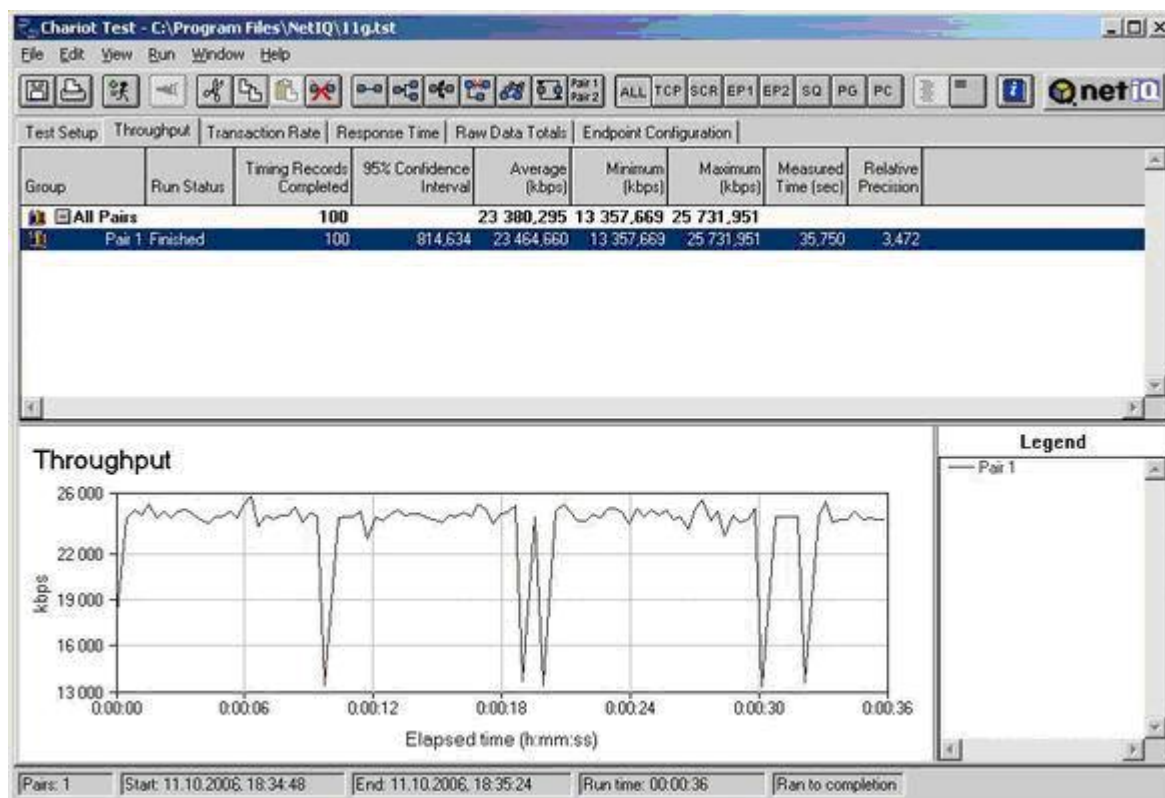 Chariot Test - C:\Program Files\NetIQ\11g.tst
File Edit View Run Window Help
Pair 1 Pair 2 ALL TCP SCR EP1 EP2 SQ PG PC netIQ
Test Setup Throughput Transaction Rate Response Time Raw Data Totals Endpoint Configuration
Group Run Status Timing Records Completed 95% Confidence Interval Average (kbps) Minimum (kbps) Maximum (kbps) Measured Time (sec) Relative Precision
All Pairs 100 23 380,295 13 357,669 25 731,951
Pair 1 Finished 100 814,634 23 464,660 13 357,669 25 731,951 35,750 3,472
Throughput
26 000
22 000
19 000
16 000
13 000
kbps
0:00:00 0:00:06 0:00:12 0:00:18 0:00:24 0:00:30 0:00:36
Elapsed time (h:mm:ss)
Legend
Pair 1
Pairs: 1 Start: 11.10.2006, 18:34:48 End: 11.10.2006, 18:35:24 Run time: 00:00:36 Ran to completion